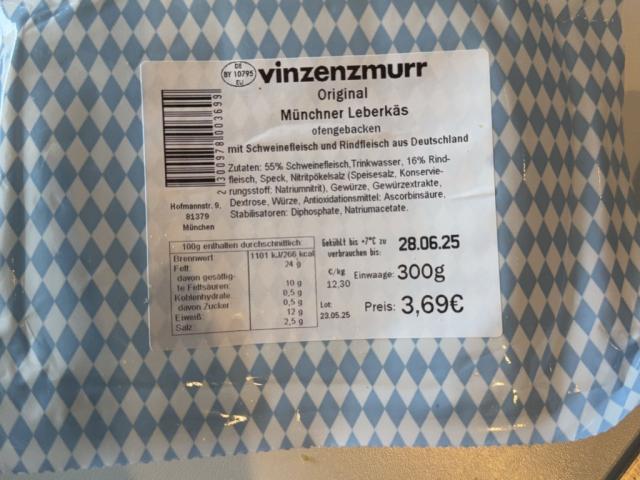 DE
BY 10795
EU
vinzenzmurr
Original
Münchner Leberkäs
ofengebacken
mit Schweinefleisch und Rindfleisch aus Deutschland
Zutaten: 55% Schweinefleisch,Trinkwasser, 16% Rind-
fleisch, Speck, Nitritpökelsalz (Speisesalz, Konservie-
rungsstoff: Natriumnitrit), Gewürze, Gewürzextrakte,
Dextrose, Würze, Antioxidationsmittel: Ascorbinsäure,
Stabilisatoren: Diphosphate, Natriumacetate.
2 300978 003699
Hofmannstr. 9,
81379
München
100g enthalten durchschnittlich:
Brennwert 1101 kJ/266 kcal
Fett 24 g
davon gesättig-
te Fettsäuren: 10 g
Kohlenhydrate 0,5 g
davon Zucker 0,5 g
Eiweiß: 12 g
Salz 2,5 g
Gekühlt bis +7°C zu
verbrauchen bis: 28.06.25
€/kg Einwaage: 300g
12,30
Lot: Preis: 3,69€
23.05.25